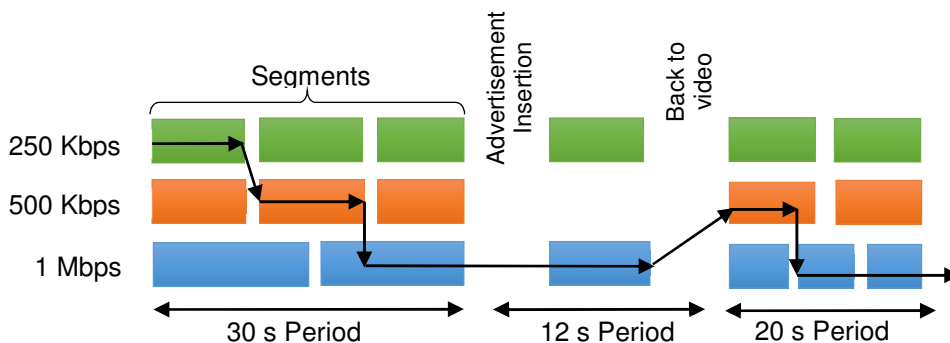 Segments
Advertisement
Insertion
Back to
video
250 Kbps
500 Kbps
1 Mbps
30 s Period
12 s Period
20 s Period